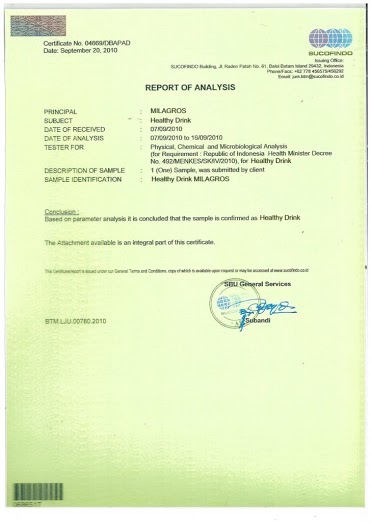 Certificate No. 04669/DBAPAD
Date: September 20, 2010
SUCOFINDO
Issuing Office:
SUCOFINDO Building, Jl. Raden Patah No. 61, Baloi Batam Island 29432, Indonesia
Phone/Facs: +62 778 456575/456292
Email:
REPORT OF ANALYSIS
PRINCIPAL : MILAGROS
SUBJECT : Healthy Drink
DATE OF RECEIVED : 07/09/2010
DATE OF ANALYSIS : 07/09/2010 to 15/09/2010
TESTER FOR : Physical, Chemical and Microbiological Analysis
(for Requirement : Republic of Indonesia Health Minister Decree
No. 492/MENKES/SK/IV/2010), for Healthy Drink
DESCRIPTION OF SAMPLE : 1 (One) Sample, was submitted by client
SAMPLE IDENTIFICATION : Healthy Drink MILAGROS
Conclusion :
Based on parameter analysis it is concluded that the sample is confirmed as Healthy Drink
The Attachment available is an integral part of this certificate.
This Certificate/report is issued under our General Terms and Conditions, copy of which is available upon request or may be accessed at www.sucofindo.co.id
SBU General Services
BTM.LJU.00780.2010
Subandi